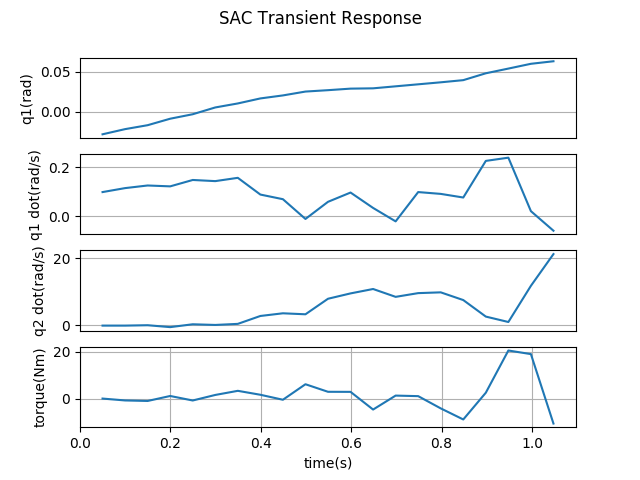 SAC Transient Response
q1(rad)
0.05
0.00
q1 dot(rad/s)
0.2
0.0
q2 dot(rad/s)
20
0
torque(Nm)
20
0
0.0 0.2 0.4 0.6 0.8 1.0
time(s)